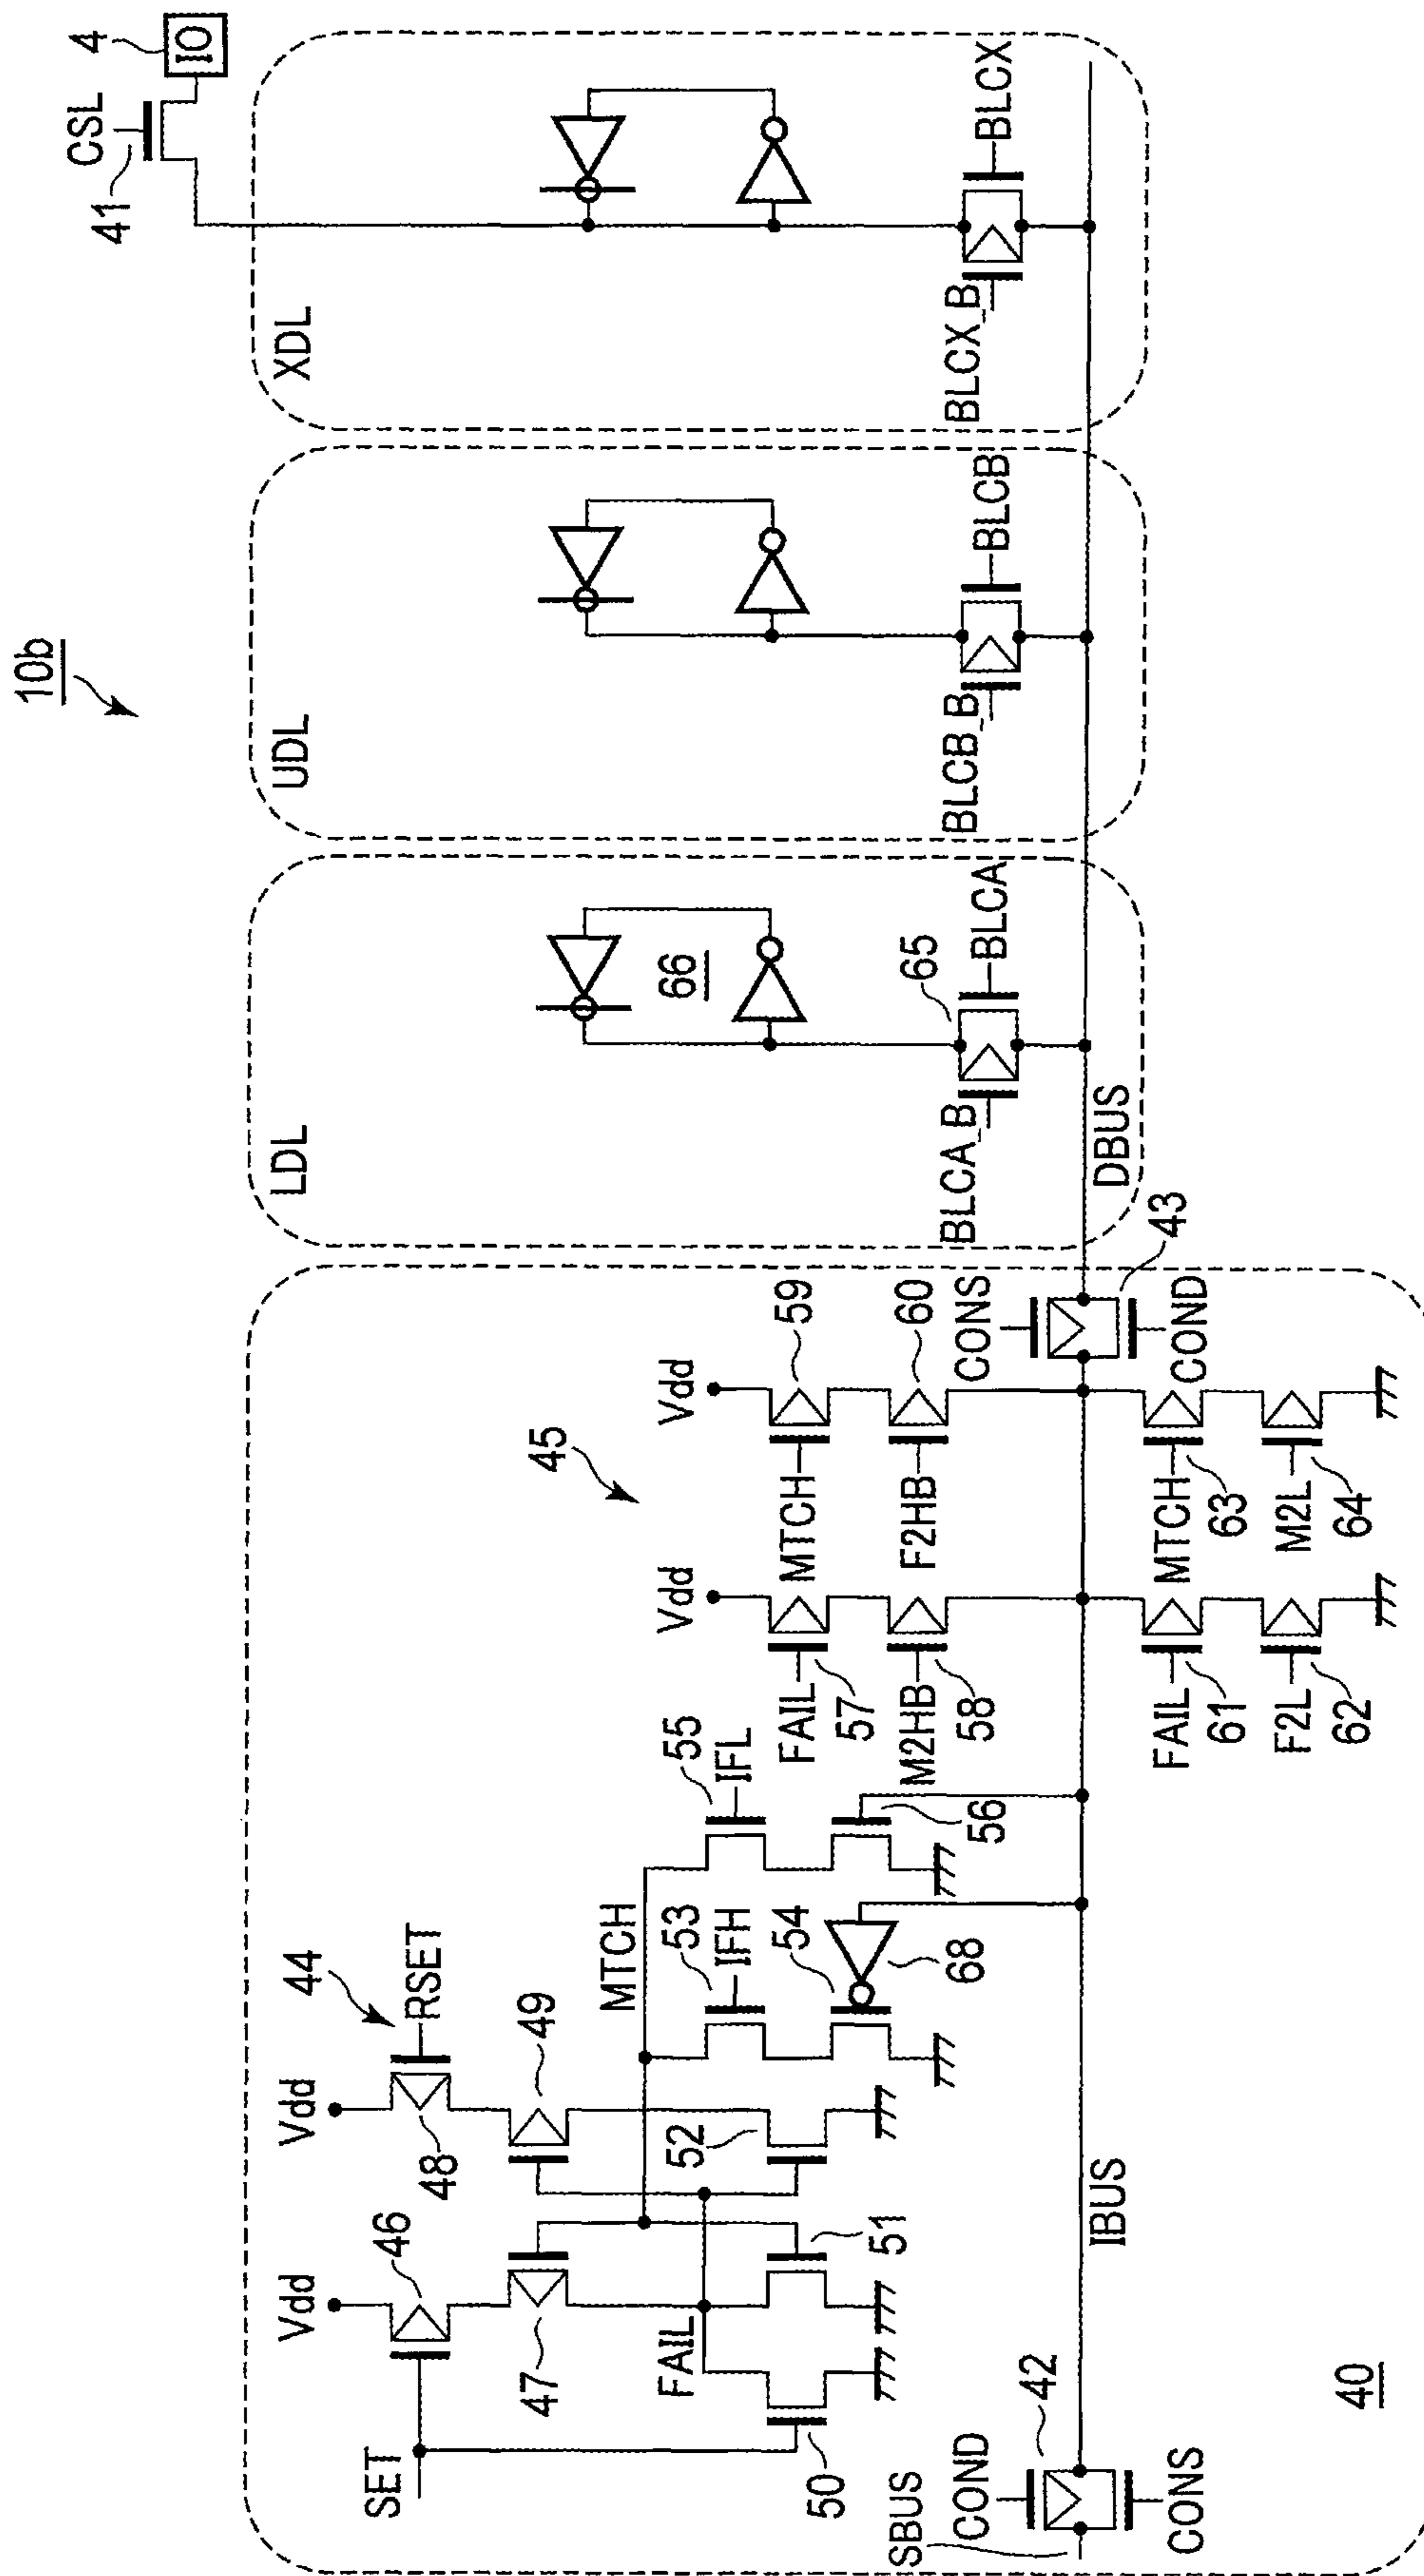 10b
CSL
4
IO
41
XDL
BLCX_B
BLCX
UDL
BLCB_B
BLCB
LDL
66
65
BLCA_B
BLCA
DBUS
44
45
SET
Vdd
46
47
Vdd
48
RSET
49
FAIL
50
51
52
MTCH
53
IFH
54
68
55
IFL
56
Vdd
FAIL
57
M2HB
58
Vdd
MTCH
59
F2HB
60
FAIL
61
F2L
62
MTCH
63
M2L
64
CONS
43
COND
SBUS
COND
42
CONS
IBUS
40